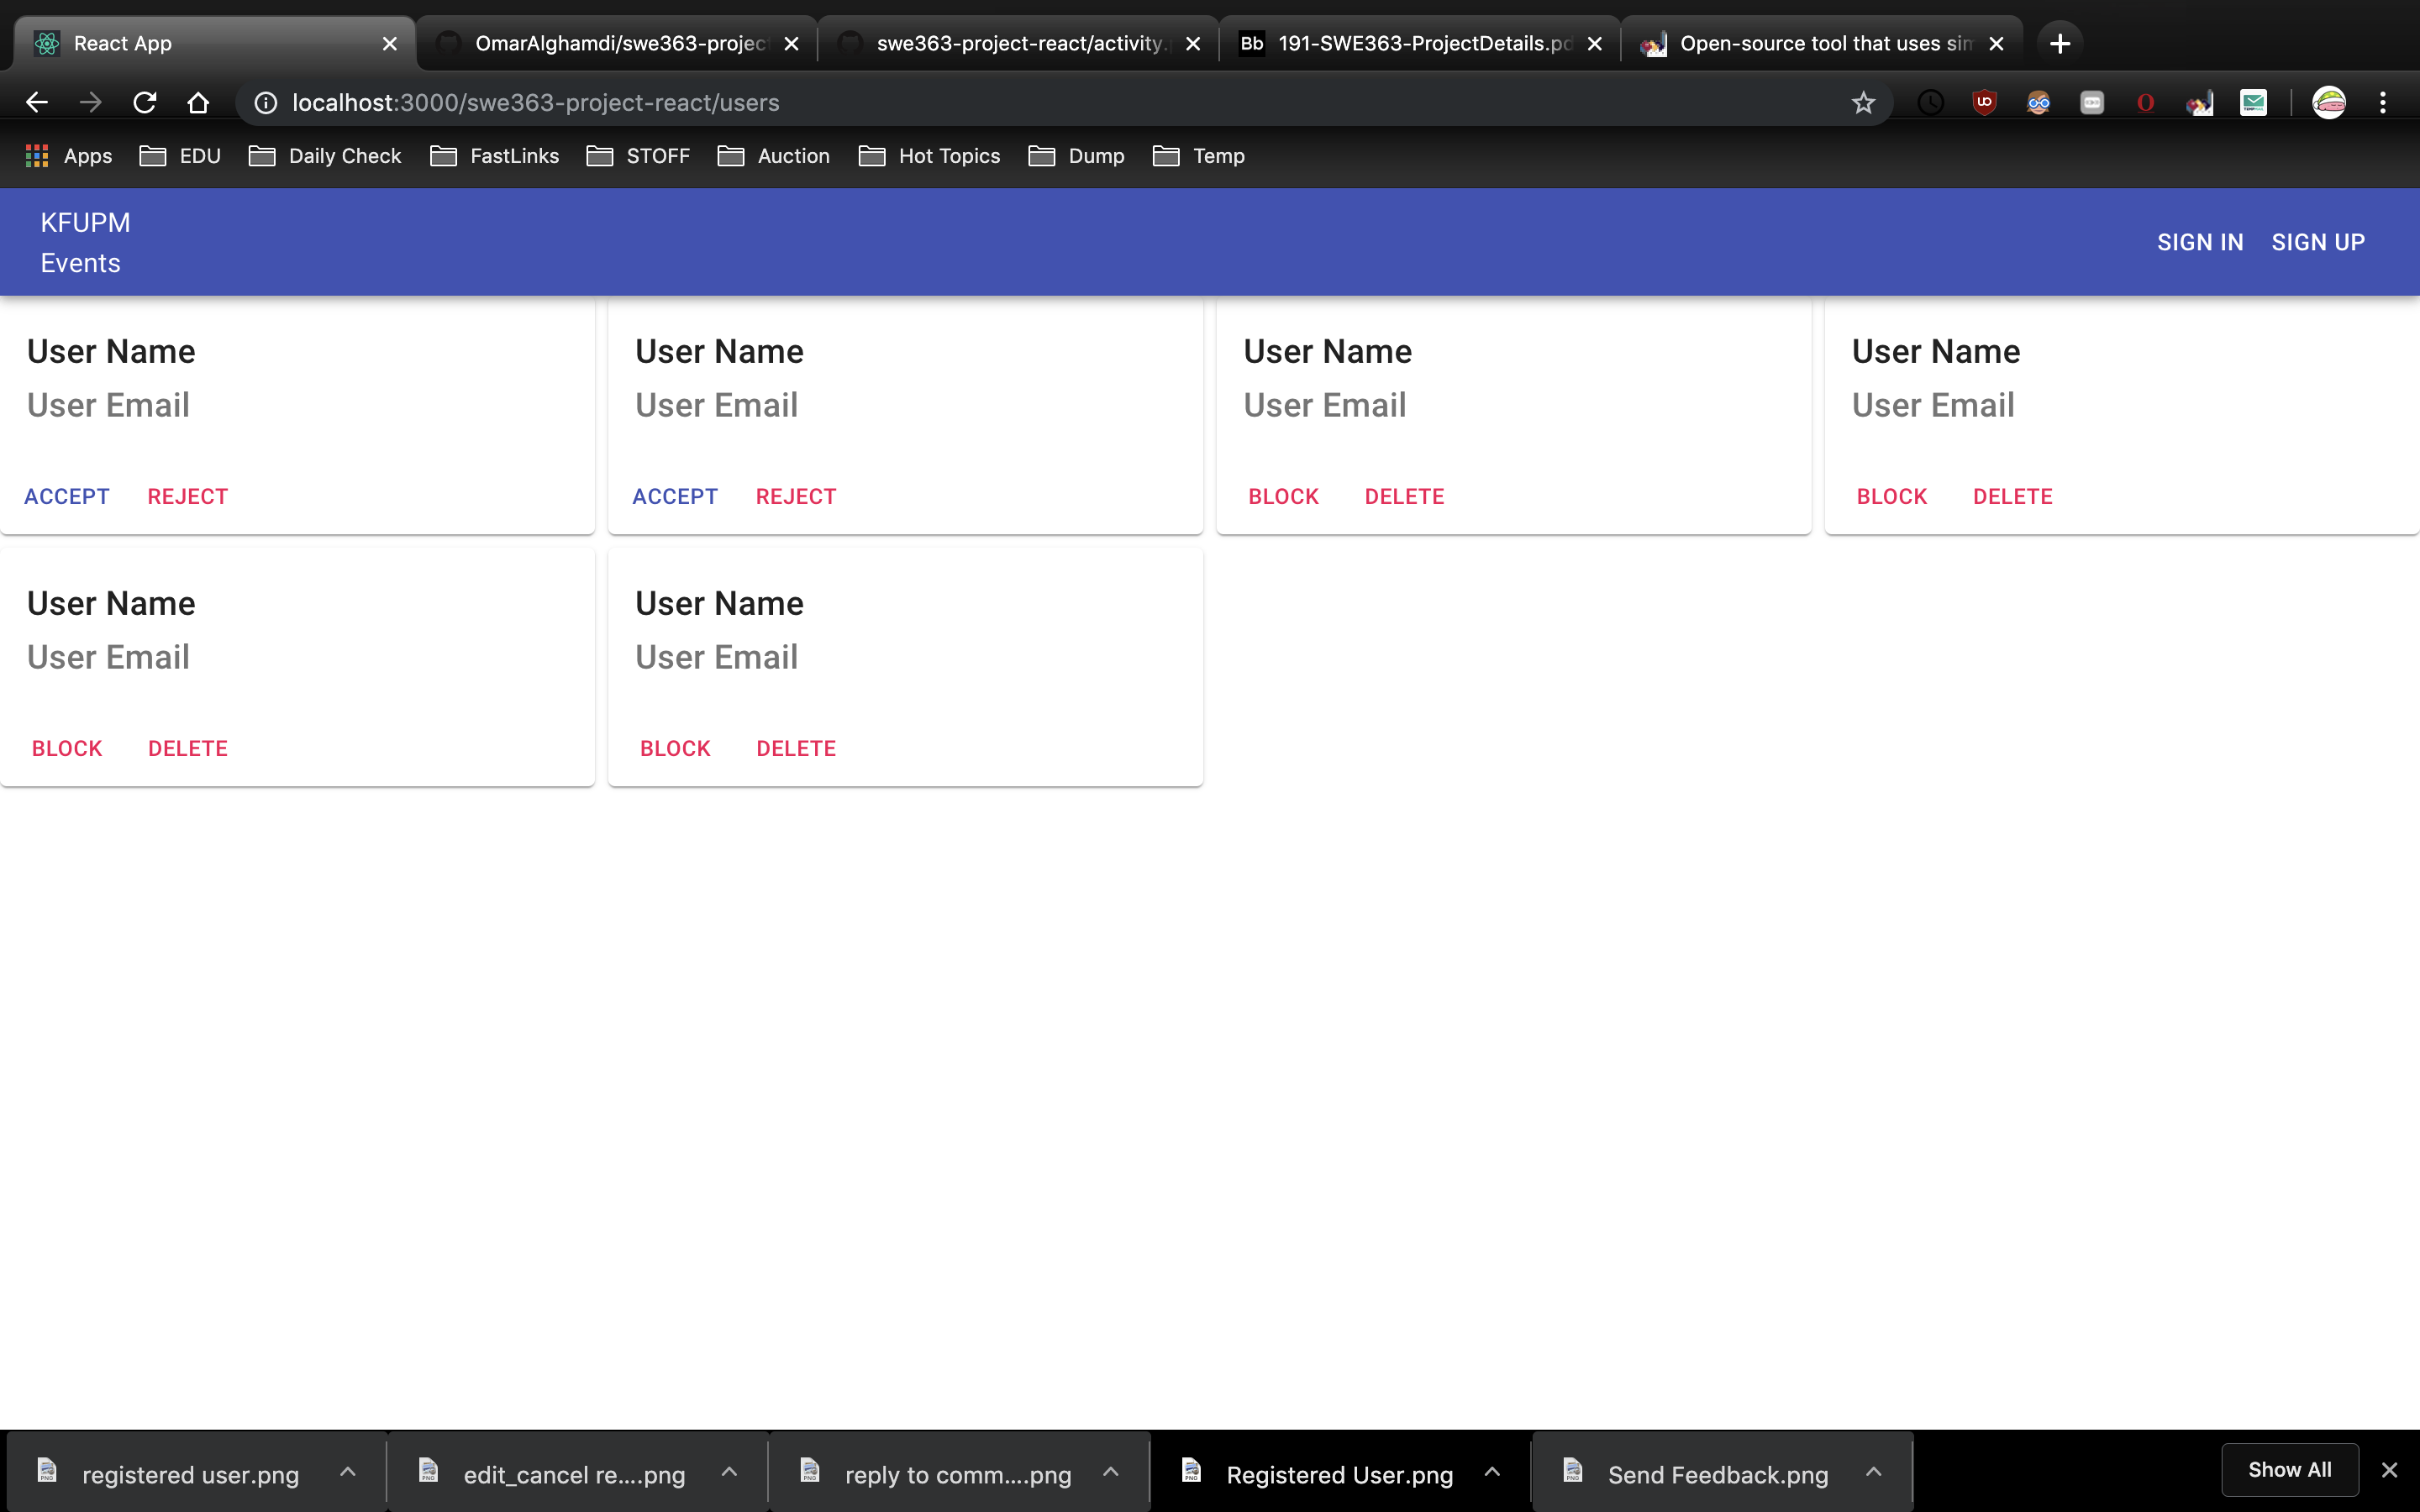 React App
OmarAlghamdi/swe363-project
swe363-project-react/activity.
Bb 191-SWE363-ProjectDetails.pd
Open-source tool that uses sim
localhost:3000/swe363-project-react/users
Apps EDU Daily Check FastLinks STOFF Auction Hot Topics Dump Temp
KFUPM
Events
SIGN IN SIGN UP
User Name User Name User Name User Name
User Email User Email User Email User Email
ACCEPT REJECT ACCEPT REJECT BLOCK DELETE BLOCK DELETE
User Name User Name
User Email User Email
BLOCK DELETE BLOCK DELETE
registered user.png edit_cancel re....png reply to comm....png Registered User.png Send Feedback.png Show All